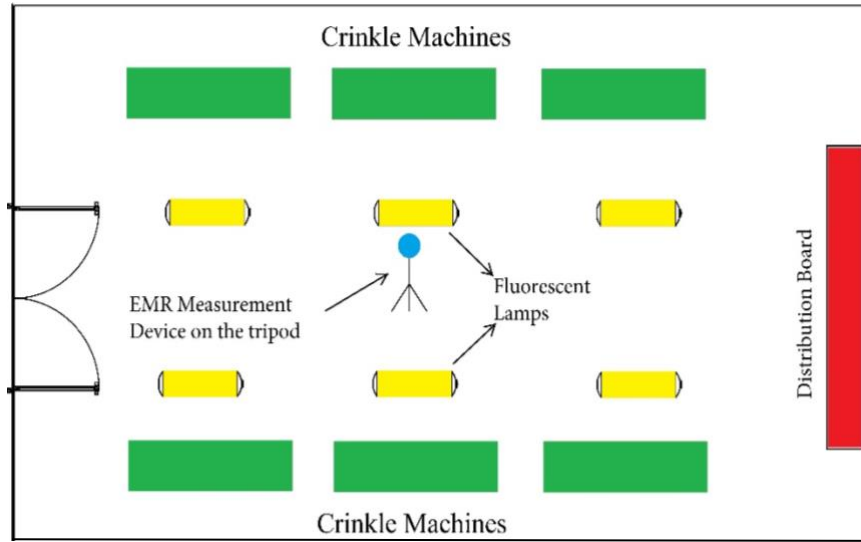 Crinkle Machines
EMR Measurement
Device on the tripod
Fluorescent
Lamps
Distribution Board
Crinkle Machines